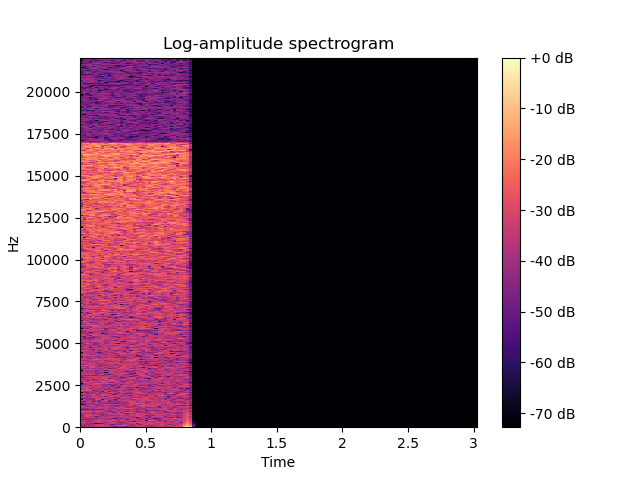 Log-amplitude spectrogram
+0 dB
20000
-10 dB
17500
-20 dB
15000
12500
-30 dB
Hz
10000
-40 dB
7500
-50 dB
5000
-60 dB
2500
-70 dB
0
0 0.5 1 1.5 2 2.5 3
Time